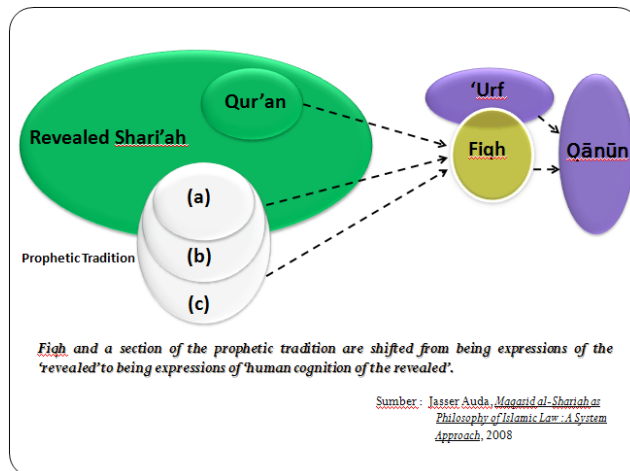 Qur'an
'Urf
Revealed Shari'ah
Fiqh
Qānūn
(a)
Prophetic Tradition
(b)
(c)
Fiqh and a section of the prophetic tradition are shifted from being expressions of the
'revealed' to being expressions of 'human cognition of the revealed'.
Sumber : Jasser Auda, Maqasid al-Shariah as
Philosophy of Islamic Law : A System
Approach, 2008